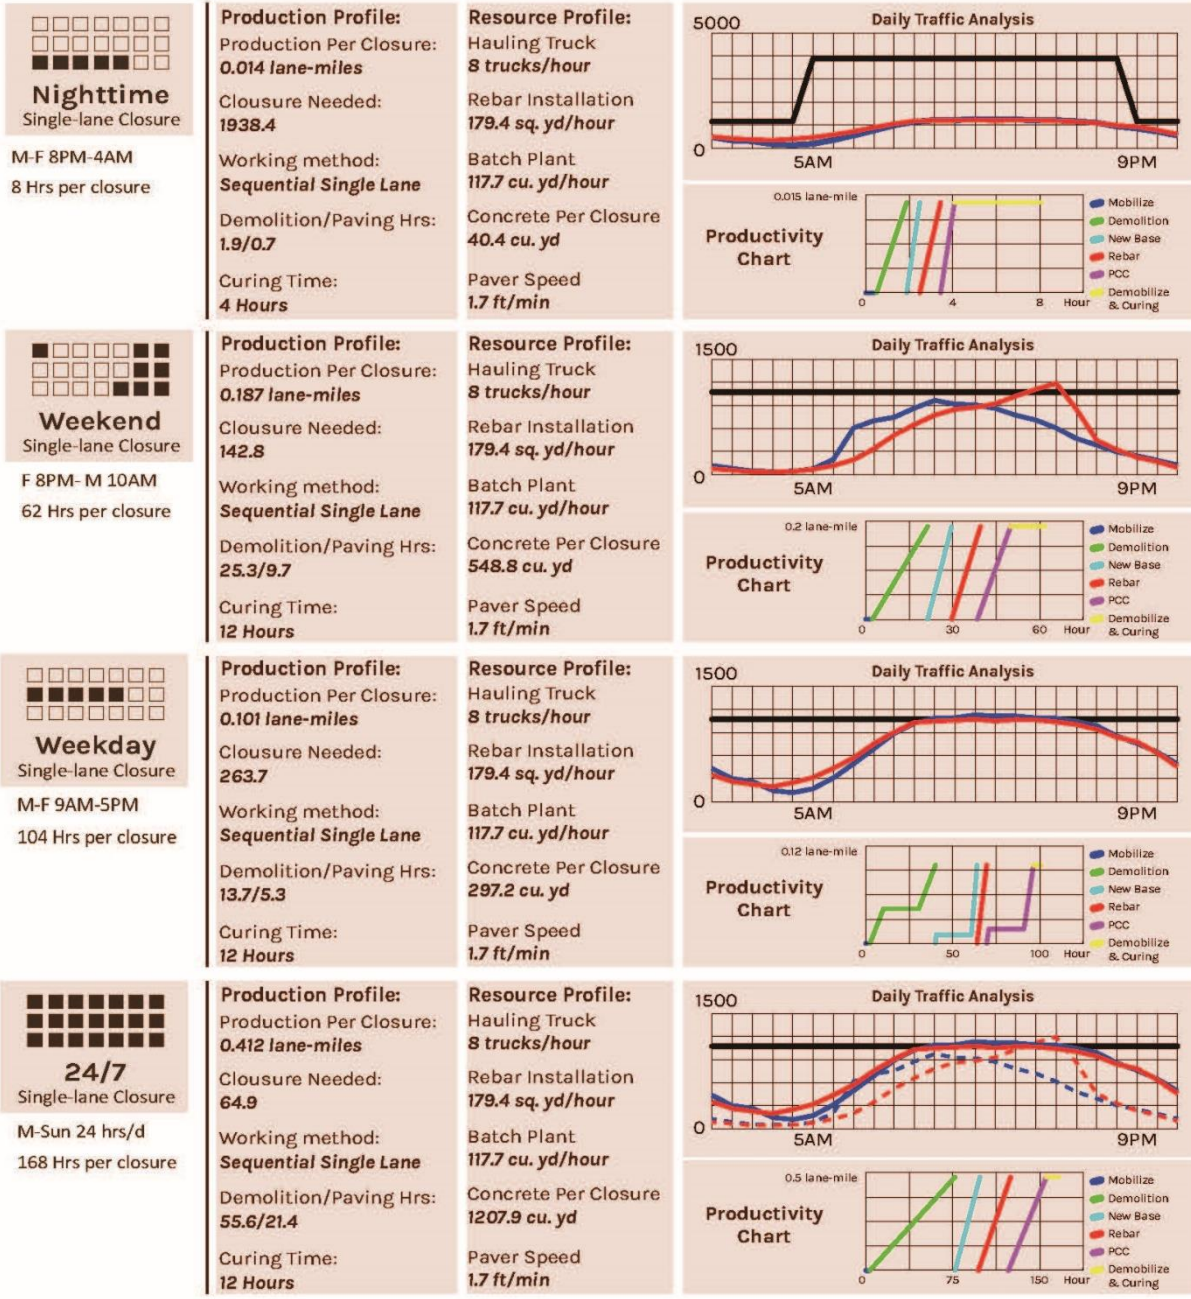 Nighttime
Single-lane Closure
M-F 8PM-4AM
8 Hrs per closure
Production Profile:
Production Per Closure:
0.014 lane-miles
Clousure Needed:
1938.4
Working method:
Sequential Single Lane
Demolition/Paving Hrs:
1.9/0.7
Curing Time:
4 Hours
Resource Profile:
Hauling Truck
8 trucks/hour
Rebar Installation
179.4 sq. yd/hour
Batch Plant
117.7 cu. yd/hour
Concrete Per Closure
40.4 cu. yd
Paver Speed
1.7 ft/min
Daily Traffic Analysis
5000
0
5AM
9PM
Productivity
Chart
0.015 lane-mile
0
4
8
Hour
Mobilize
Demolition
New Base
Rebar
PCC
Demobilize
& Curing
Weekend
Single-lane Closure
F 8PM- M 10AM
62 Hrs per closure
Production Profile:
Production Per Closure:
0.187 lane-miles
Clousure Needed:
142.8
Working method:
Sequential Single Lane
Demolition/Paving Hrs:
25.3/9.7
Curing Time:
12 Hours
Resource Profile:
Hauling Truck
8 trucks/hour
Rebar Installation
179.4 sq. yd/hour
Batch Plant
117.7 cu. yd/hour
Concrete Per Closure
548.8 cu. yd
Paver Speed
1.7 ft/min
Daily Traffic Analysis
1500
0
5AM
9PM
Productivity
Chart
0.2 lane-mile
0
30
60
Hour
Mobilize
Demolition
New Base
Rebar
PCC
Demobilize
& Curing
Weekday
Single-lane Closure
M-F 9AM-5PM
104 Hrs per closure
Production Profile:
Production Per Closure:
0.101 lane-miles
Clousure Needed:
263.7
Working method:
Sequential Single Lane
Demolition/Paving Hrs:
13.7/5.3
Curing Time:
12 Hours
Resource Profile:
Hauling Truck
8 trucks/hour
Rebar Installation
179.4 sq. yd/hour
Batch Plant
117.7 cu. yd/hour
Concrete Per Closure
297.2 cu. yd
Paver Speed
1.7 ft/min
Daily Traffic Analysis
1500
0
5AM
9PM
Productivity
Chart
0.12 lane-mile
0
50
100
Hour
Mobilize
Demolition
New Base
Rebar
PCC
Demobilize
& Curing
24/7
Single-lane Closure
M-Sun 24 hrs/d
168 Hrs per closure
Production Profile:
Production Per Closure:
0.412 lane-miles
Clousure Needed:
64.9
Working method:
Sequential Single Lane
Demolition/Paving Hrs:
55.6/21.4
Curing Time:
12 Hours
Resource Profile:
Hauling Truck
8 trucks/hour
Rebar Installation
179.4 sq. yd/hour
Batch Plant
117.7 cu. yd/hour
Concrete Per Closure
1207.9 cu. yd
Paver Speed
1.7 ft/min
Daily Traffic Analysis
1500
0
5AM
9PM
Productivity
Chart
0.5 lane-mile
0
75
150
Hour
Mobilize
Demolition
New Base
Rebar
PCC
Demobilize
& Curing